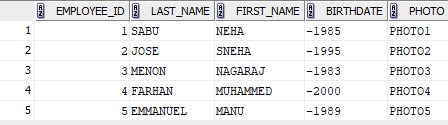 EMPLOYEE_ID LAST_NAME FIRST_NAME BIRTHDATE PHOTO
1 1 SABU NEHA -1985 PHOTO1
2 2 JOSE SNEHA -1995 PHOTO2
3 3 MENON NAGARAJ -1983 PHOTO3
4 4 FARHAN MUHAMMED -2000 PHOTO4
5 5 EMMANUEL MANU -1989 PHOTO5